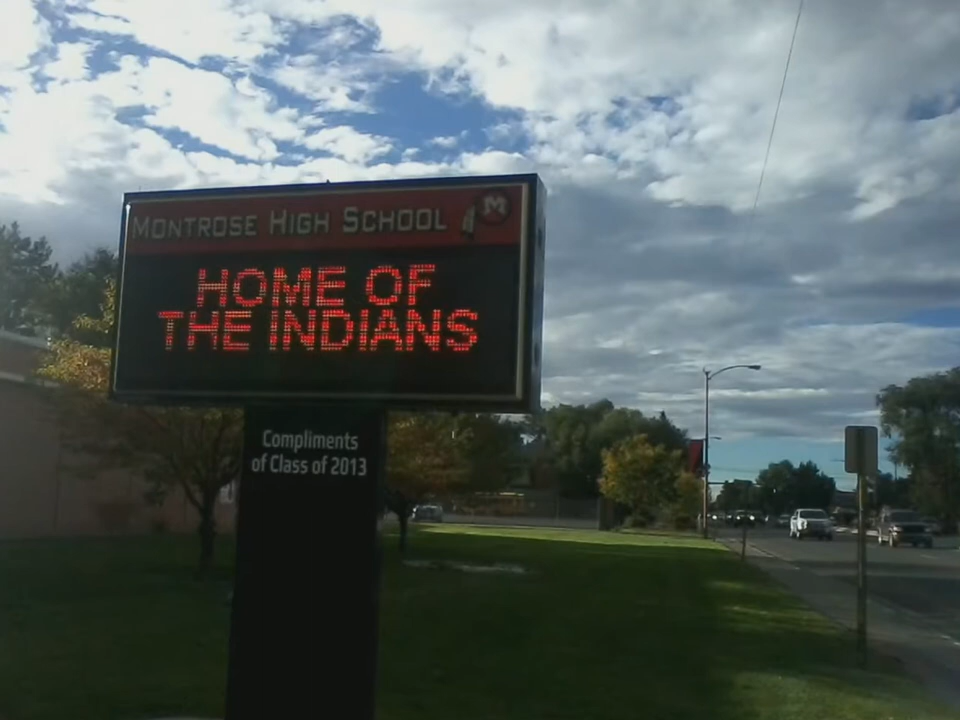 Montrose High School M
HOME OF
THE INDIANS
Compliments
of Class of 2013